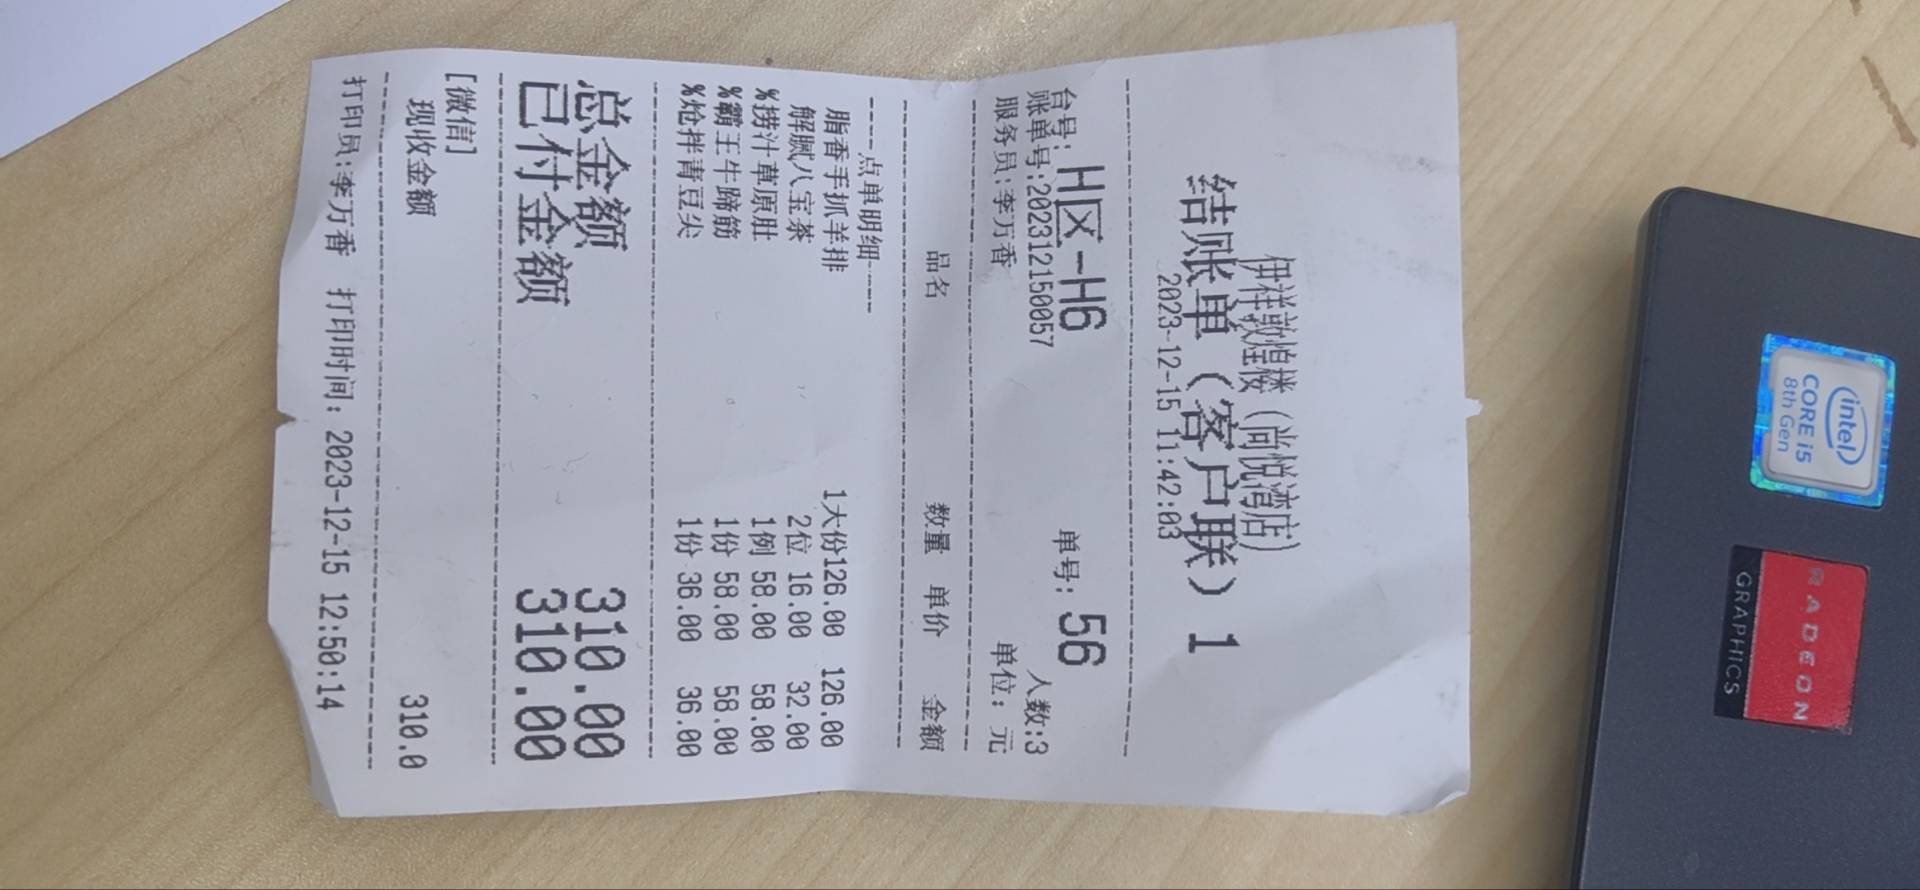 伊祥敦煌楼（尚悦湾店）
结账单（客户联）1
2023-12-15 11:42:03
台号：H区-H6 单号：56
账单号:202312150057 人数:3
服务员:李万香 单位：元
品名 数量 单价 金额
----点单明细----
脂香手抓羊排 1大份126.00 126.00
解腻八宝茶 2位 16.00 32.00
%捞汁草原肚 1例 58.00 58.00
%霸王牛蹄筋 1份 58.00 58.00
%炝拌青豆尖 1份 36.00 36.00
总金额 310.00
已付金额 310.00
[微信]
现收金额 310.0
打印员:李万香 打印时间：2023-12-15 12:50:14
intel
CORE i5
8th Gen
RADEON
GRAPHICS